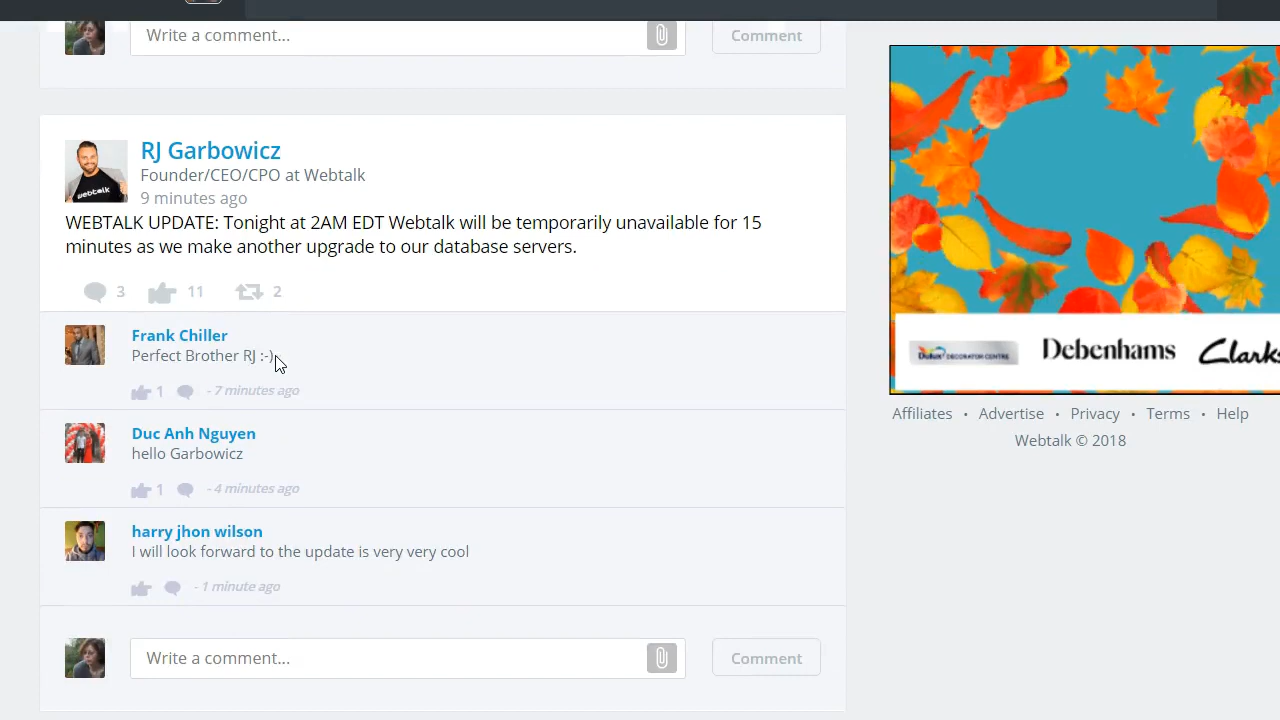 Write a comment...
Comment
RJ Garbowicz
Founder/CEO/CPO at Webtalk
9 minutes ago
WEBTALK UPDATE: Tonight at 2AM EDT Webtalk will be temporarily unavailable for 15
minutes as we make another upgrade to our database servers.
3
11
2
Frank Chiller
Perfect Brother RJ :-)
1
- 7 minutes ago
Duc Anh Nguyen
hello Garbowicz
1
- 4 minutes ago
harry jhon wilson
I will look forward to the update is very very cool
- 1 minute ago
Write a comment...
Comment
webtalk
Dulux DECORATOR CENTRE
Debenhams
Clarks
Affiliates • Advertise • Privacy • Terms • Help
Webtalk © 2018